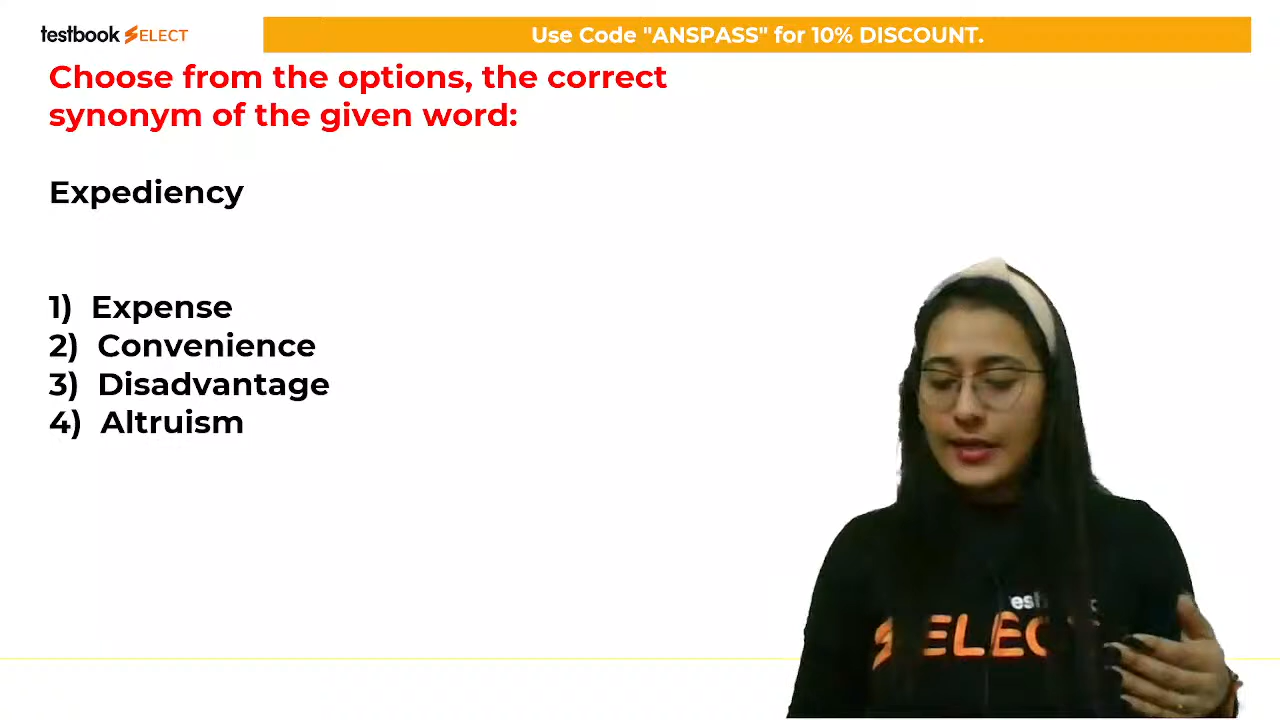 testbook SELECT
Use Code "ANSPASS" for 10% DISCOUNT.
Choose from the options, the correct
synonym of the given word:
Expediency
1) Expense
2) Convenience
3) Disadvantage
4) Altruism
SELECT